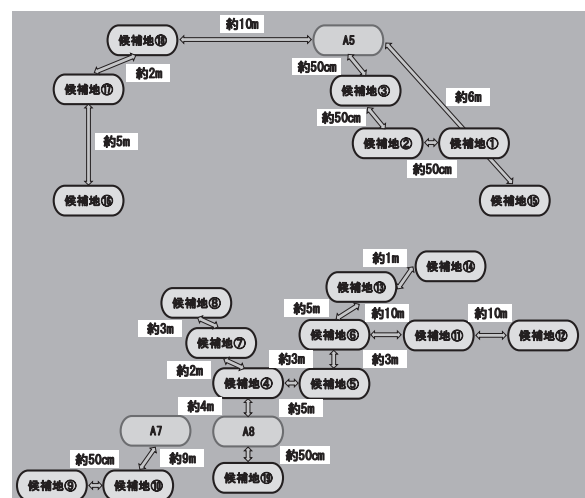 約10m
候補地⑱
A5
約2m
約50cm
候補地⑰
候補地③
約6m
約50cm
約5m
候補地②
候補地①
約50cm
候補地⑯
候補地⑮
約1m
候補地⑭
候補地⑬
候補地⑧
約5m
約10m
約10m
約3m
候補地⑥
候補地⑪
候補地⑫
候補地⑦
約3m
約3m
約2m
候補地④
候補地⑤
約4m
約5m
A7
A8
約50cm
約9m
約50cm
候補地⑨
候補地⑩
候補地⑲